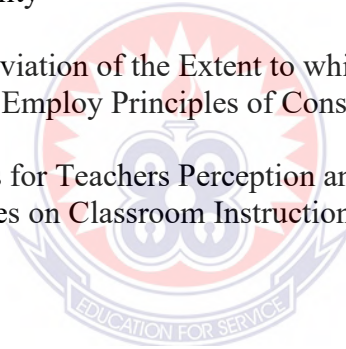 viation of the Extent to whi
Employ Principles of Cons
s for Teachers Perception an
es on Classroom Instruction
EDUCATION FOR SERVICE